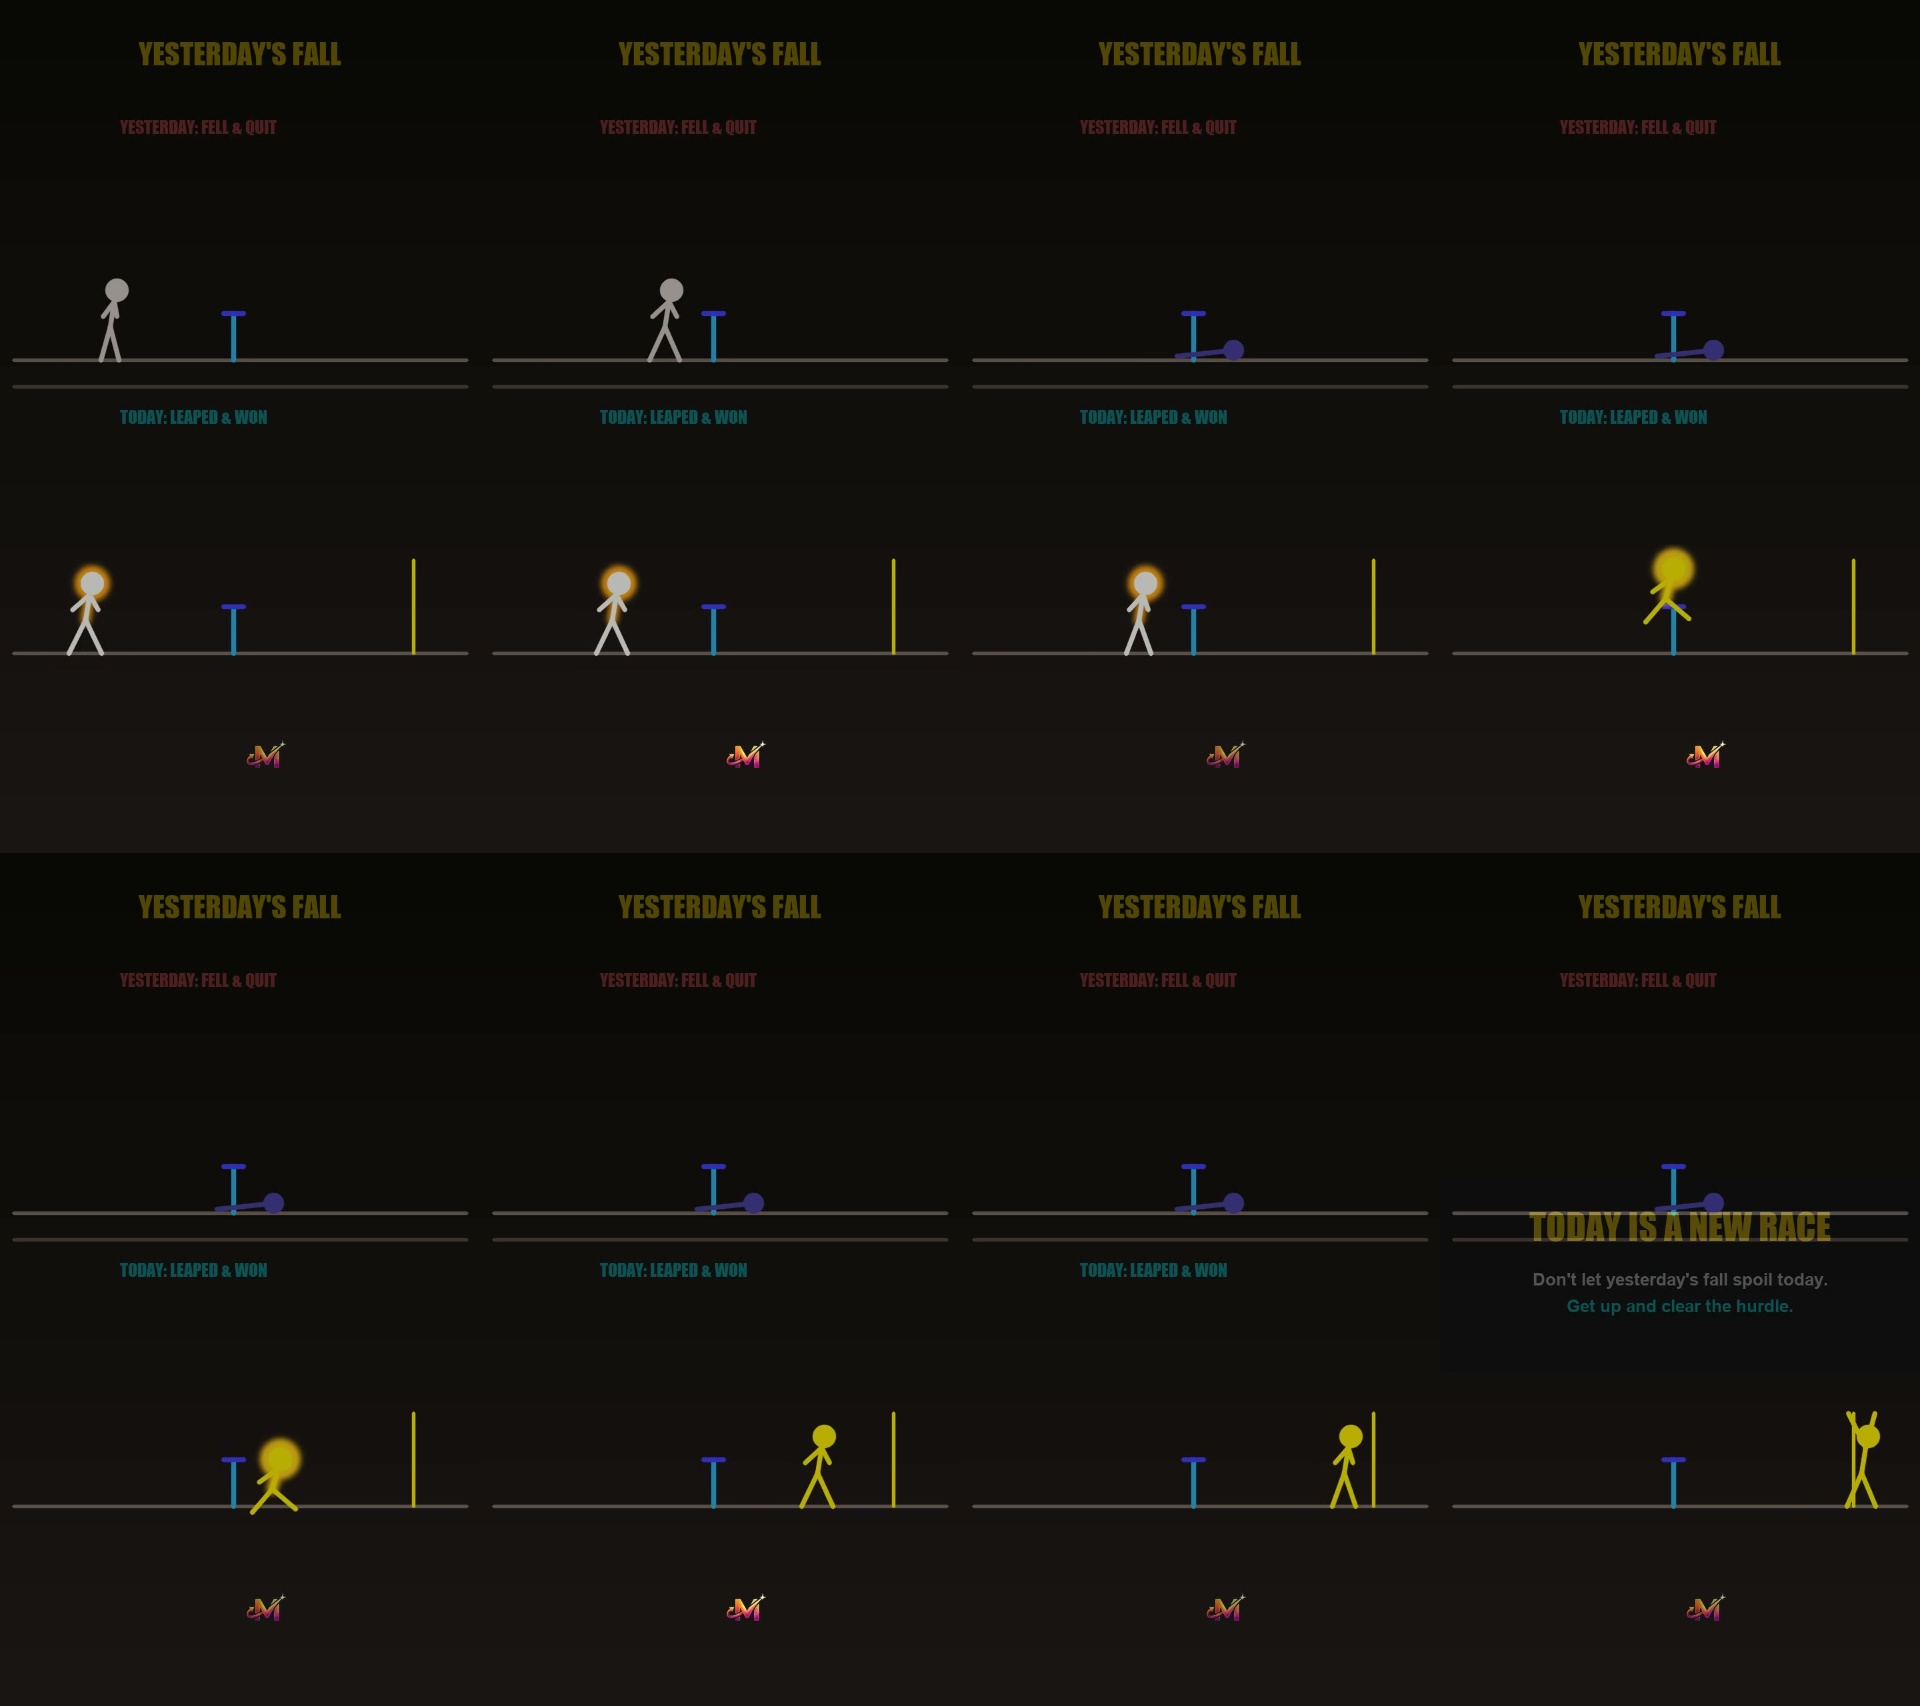 YESTERDAY'S FALL
YESTERDAY'S FALL
YESTERDAY'S FALL
YESTERDAY'S FALL
YESTERDAY: FELL & QUIT
YESTERDAY: FELL & QUIT
YESTERDAY: FELL & QUIT
YESTERDAY: FELL & QUIT
TODAY: LEAPED & WON
TODAY: LEAPED & WON
TODAY: LEAPED & WON
TODAY: LEAPED & WON
M
M
M
M
YESTERDAY'S FALL
YESTERDAY'S FALL
YESTERDAY'S FALL
YESTERDAY'S FALL
YESTERDAY: FELL & QUIT
YESTERDAY: FELL & QUIT
YESTERDAY: FELL & QUIT
YESTERDAY: FELL & QUIT
TODAY: LEAPED & WON
TODAY: LEAPED & WON
TODAY: LEAPED & WON
TODAY IS A NEW RACE
Don't let yesterday's fall spoil today.
Get up and clear the hurdle.
M
M
M
M